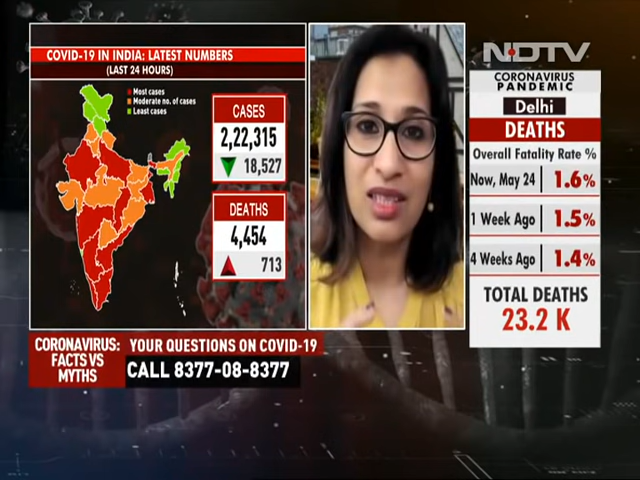 COVID-19 IN INDIA: LATEST NUMBERS
(LAST 24 HOURS)
Most cases
Moderate no. of cases
Least cases
CASES
2,22,315
18,527
DEATHS
4,454
713
NDTV
CORONAVIRUS
PANDEMIC
Delhi
DEATHS
Overall Fatality Rate %
Now, May 24 1.6%
1 Week Ago 1.5%
4 Weeks Ago 1.4%
TOTAL DEATHS
23.2 K
CORONAVIRUS:
FACTS VS
MYTHS
YOUR QUESTIONS ON COVID-19
CALL 8377-08-8377